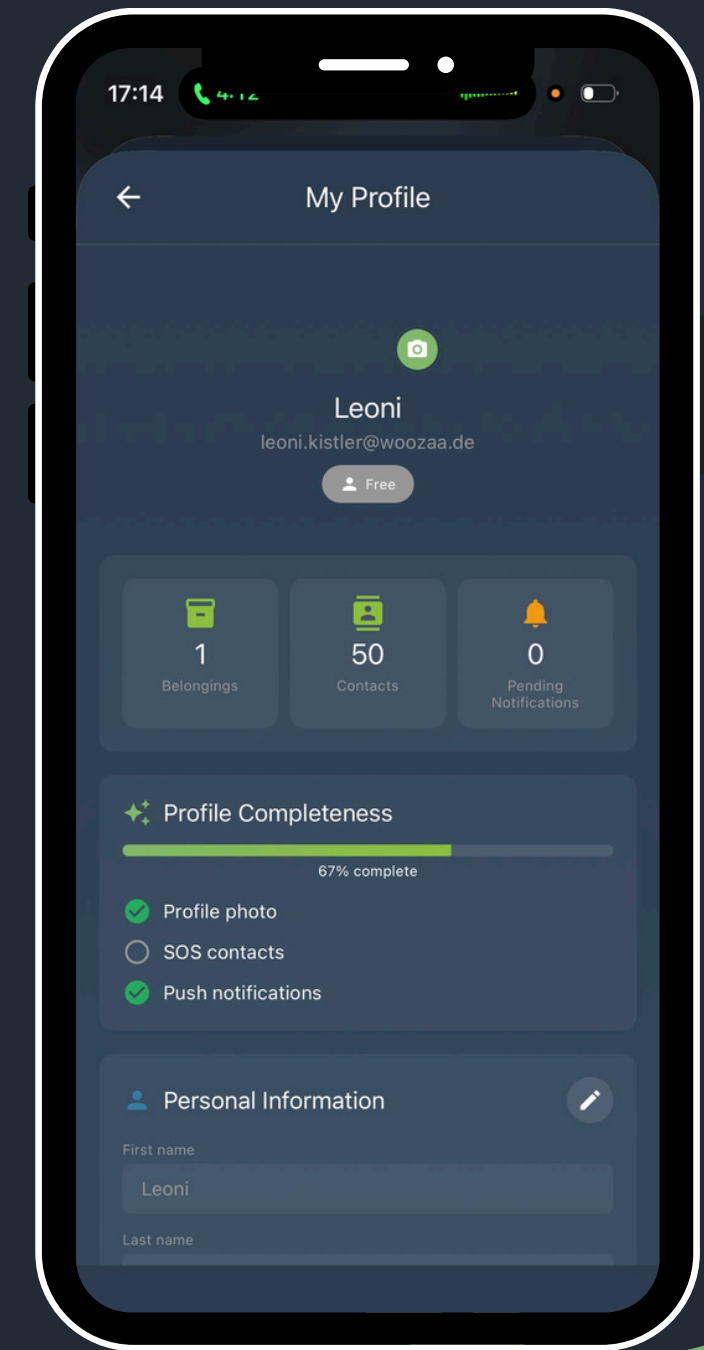 17:14
My Profile
Leoni
leoni.kistler@woozaa.de
Free
1
Belongings
50
Contacts
0
Pending
Notifications
Profile Completeness
67% complete
Profile photo
SOS contacts
Push notifications
Personal Information
First name
Leoni
Last name